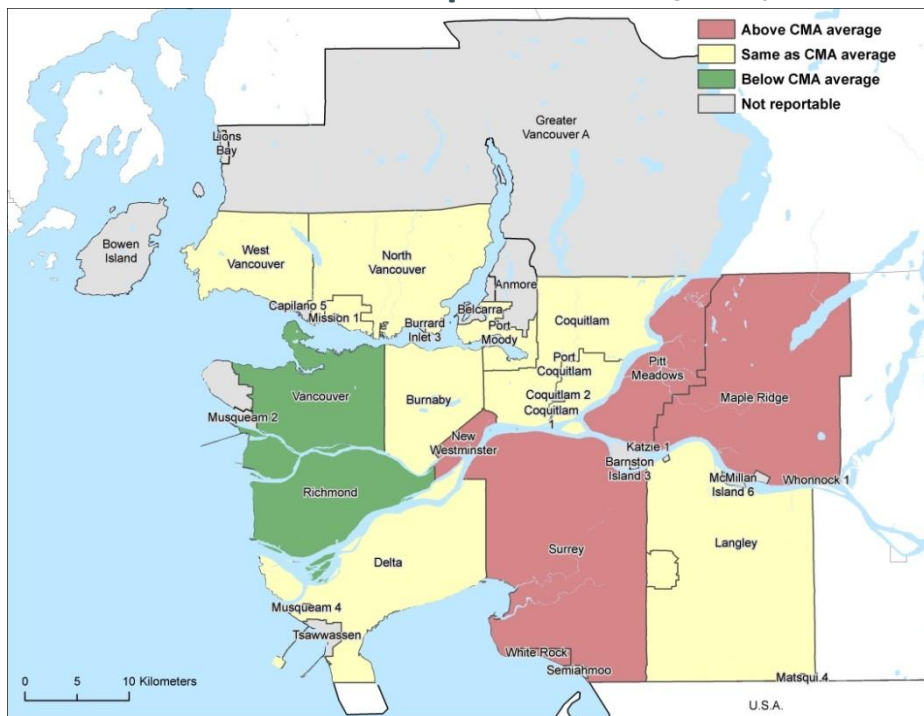 Above CMA average
Same as CMA average
Below CMA average
Not reportable
Greater
Vancouver A
Lions
Bay
Bowen
Island
West
Vancouver
North
Vancouver
Anmore
Capilano 5
Mission 1
Burrard
Inlet 3
Belcarra
Port
Moody
Coquitlam
Port
Coquitlam
Pitt
Meadows
Maple Ridge
Vancouver
Burnaby
Coquitlam 2
Coquitlam
1
Musqueam 2
New
Westminster
Katzie 1
Barnston
Island 3
McMillan
Island 6
Whonnock 1
Richmond
Surrey
Langley
Delta
Musqueam 4
Tsawwassen
White Rock
Semiahmoo
Matsqui 4
0 5 10 Kilometers
U.S.A.